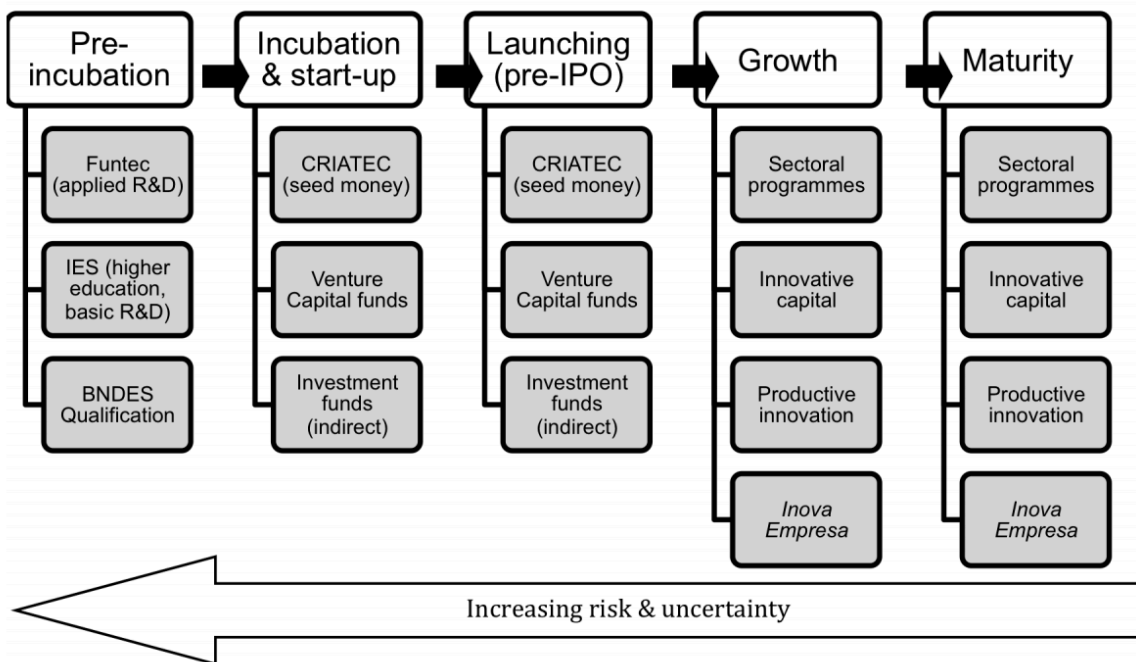 Pre-
incubation
Funtec
(applied R&D)
IES (higher
education,
basic R&D)
BNDES
Qualification
Incubation
& start-up
CRIATEC
(seed money)
Venture
Capital funds
Investment
funds
(indirect)
Launching
(pre-IPO)
CRIATEC
(seed money)
Venture
Capital funds
Investment
funds
(indirect)
Growth
Sectoral
programmes
Innovative
capital
Productive
innovation
Inova
Empresa
Maturity
Sectoral
programmes
Innovative
capital
Productive
innovation
Inova
Empresa
Increasing risk & uncertainty